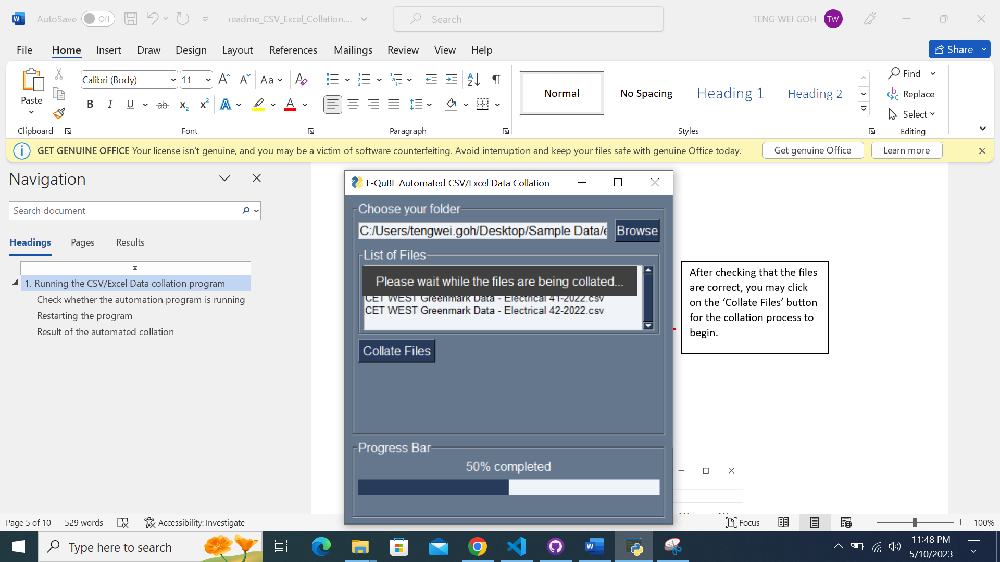 AutoSave Off readme_CSV_Excel_Collation.... Search TENG WEI GOH TW
File Home Insert Draw Design Layout References Mailings Review View Help Share
Paste Calibri (Body) 11 Normal No Spacing Heading 1 Heading 2 Find Replace Select
Clipboard Font Paragraph Styles Editing
GET GENUINE OFFICE Your license isn't genuine, and you may be a victim of software counterfeiting. Avoid interruption and keep your files safe with genuine Office today. Get genuine Office Learn more
Navigation
Search document
Headings Pages Results
1. Running the CSV/Excel Data collation program
Check whether the automation program is running
Restarting the program
Result of the automated collation
L-QuBE Automated CSV/Excel Data Collation
Choose your folder
C:/Users/tengwei.goh/Desktop/Sample Data/e Browse
List of Files
Please wait while the files are being collated...
CET WEST Greenmark Data - Electrical 41-2022.csv
CET WEST Greenmark Data - Electrical 42-2022.csv
Collate Files
Progress Bar
50% completed
After checking that the files
are correct, you may click
on the ‘Collate Files’ button
for the collation process to
begin.
Page 5 of 10 529 words Accessibility: Investigate Focus 100%
Type here to search
11:48 PM
5/10/2023